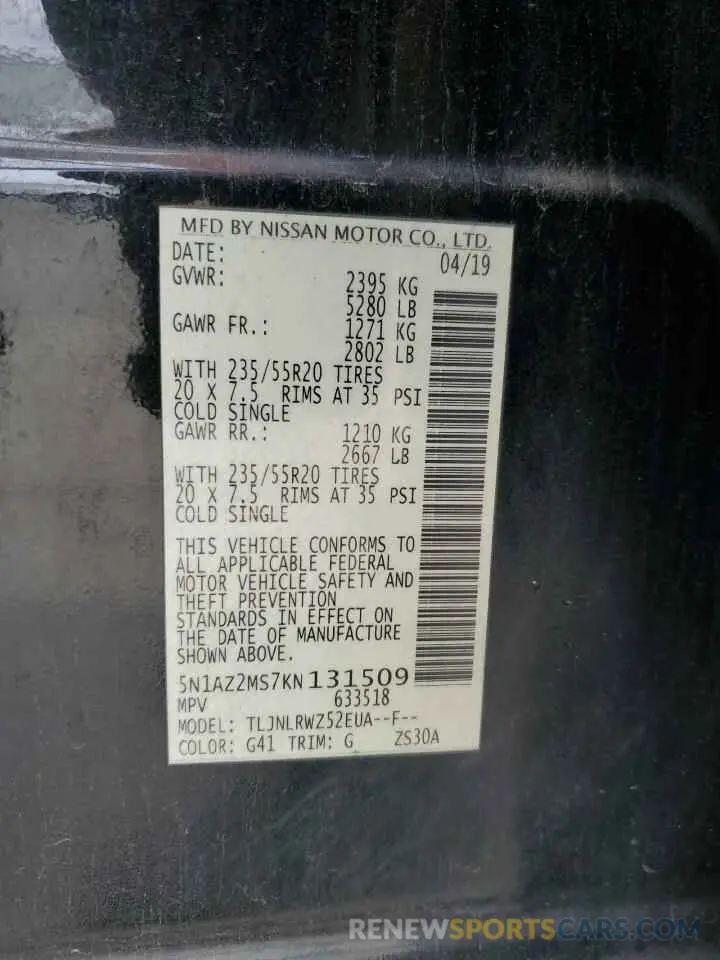 MFD BY NISSAN MOTOR CO., LTD.
DATE: 04/19
GVWR: 2395 KG
5280 LB
GAWR FR.: 1271 KG
2802 LB
WITH 235/55R20 TIRES
20 X 7.5 RIMS AT 35 PSI
COLD SINGLE
GAWR RR.: 1210 KG
2667 LB
WITH 235/55R20 TIRES
20 X 7.5 RIMS AT 35 PSI
COLD SINGLE
THIS VEHICLE CONFORMS TO
ALL APPLICABLE FEDERAL
MOTOR VEHICLE SAFETY AND
THEFT PREVENTION
STANDARDS IN EFFECT ON
THE DATE OF MANUFACTURE
SHOWN ABOVE.
5N1AZ2MS7KN131509
MPV 633518
MODEL: TLJNLRWZ52EUA--F--
COLOR: G41 TRIM: G ZS30A
RENEWSPORTSCARS.COM